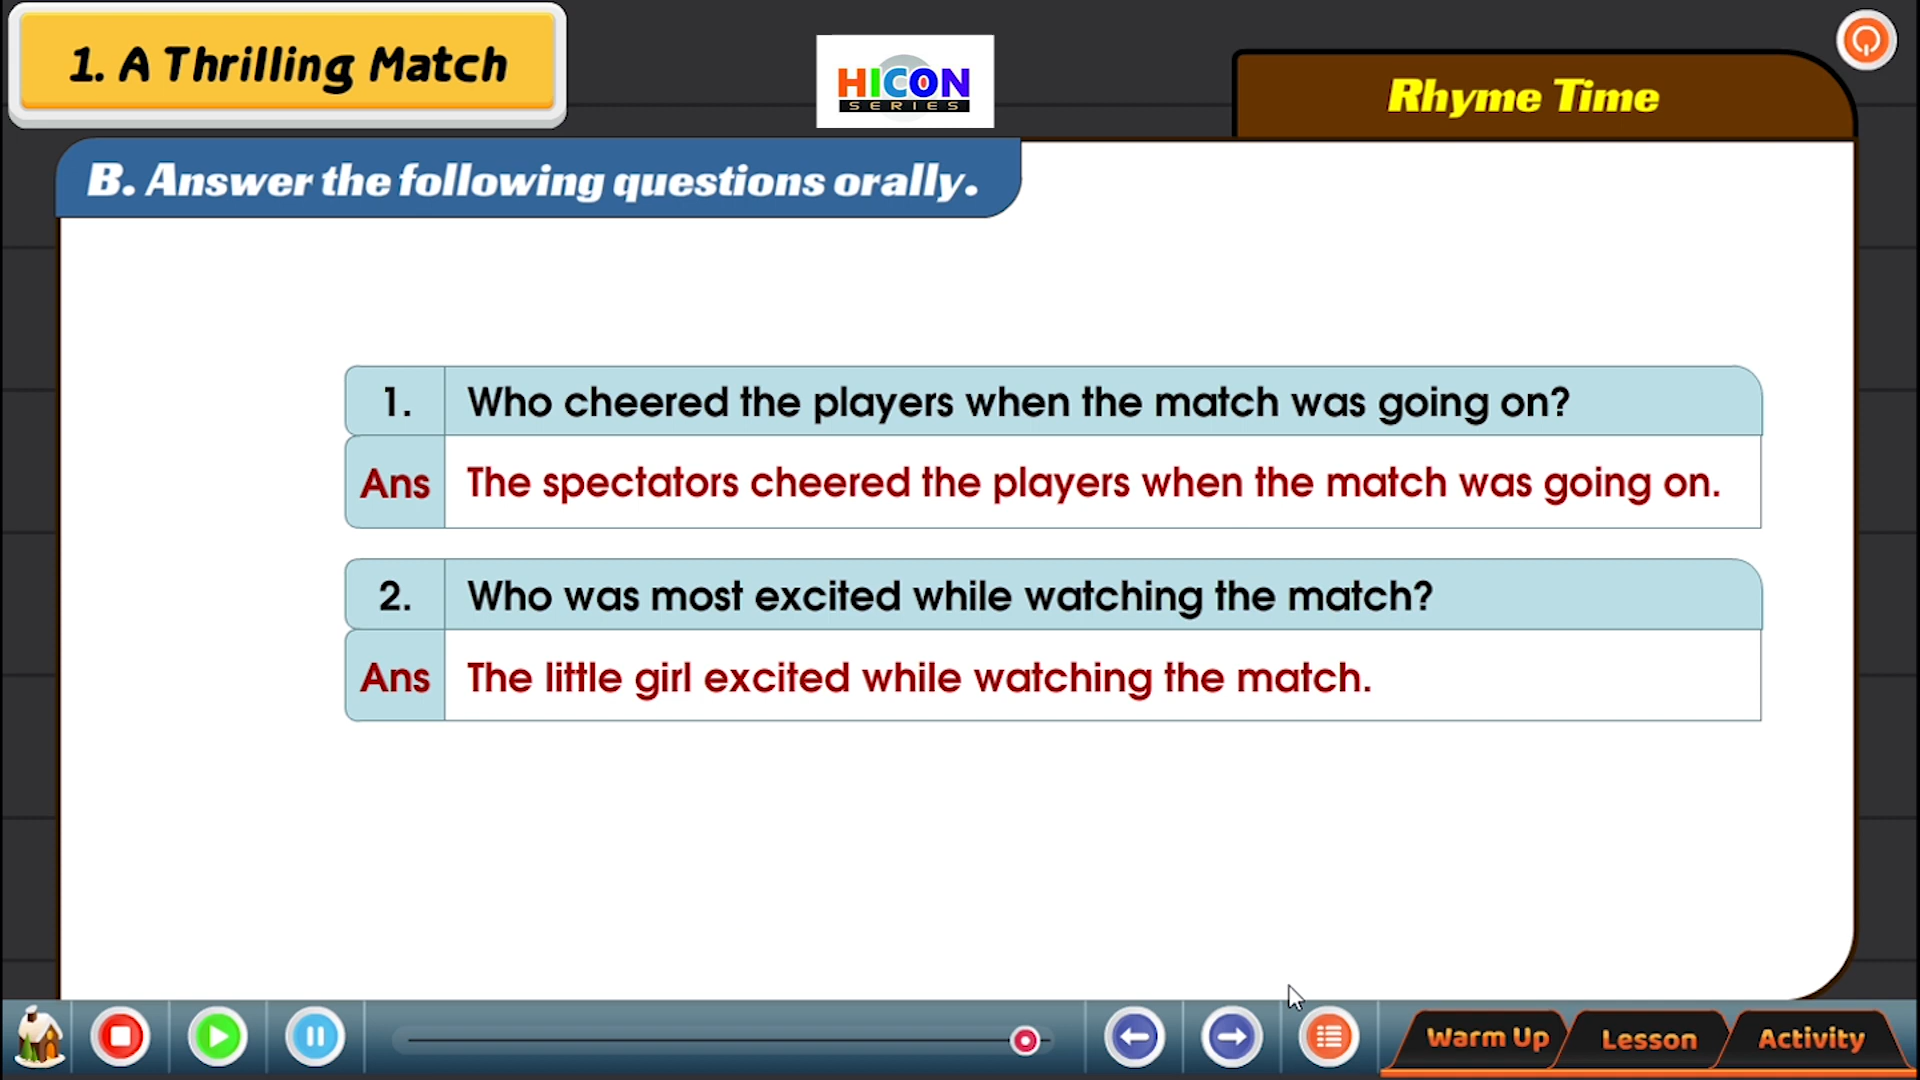 1. A Thrilling Match
HICON
SERIES
Rhyme Time
B. Answer the following questions orally.
1. Who cheered the players when the match was going on?
Ans The spectators cheered the players when the match was going on.
2. Who was most excited while watching the match?
Ans The little girl excited while watching the match.
Warm Up Lesson Activity